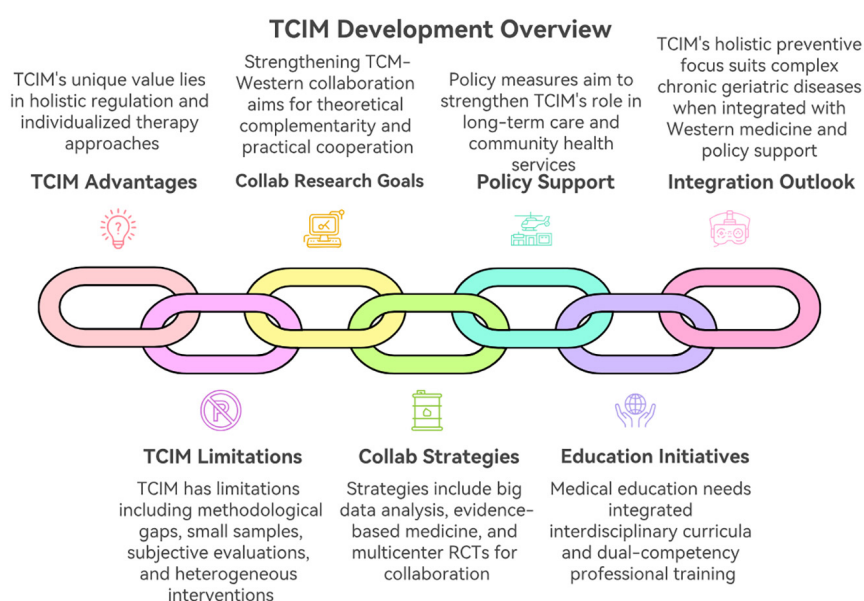 TCIM Development Overview
TCIM's unique value lies
in holistic regulation and
individualized therapy
approaches
TCIM Advantages
Strengthening TCM–
Western collaboration
aims for theoretical
complementarity and
practical cooperation
Collab Research Goals
Policy measures aim to
strengthen TCIM's role in
long-term care and
community health
services
Policy Support
TCIM's holistic preventive
focus suits complex
chronic geriatric diseases
when integrated with
Western medicine and
policy support
Integration Outlook
?
P
TCIM Limitations
TCIM has limitations
including methodological
gaps, small samples,
subjective evaluations,
and heterogeneous
interventions
Collab Strategies
Strategies include big
data analysis, evidence-
based medicine, and
multicenter RCTs for
collaboration
Education Initiatives
Medical education needs
integrated
interdisciplinary curricula
and dual-competency
professional training